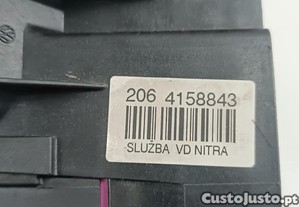 206 4158843
SLUŽBA VD NITRA
CustoJusto.pt